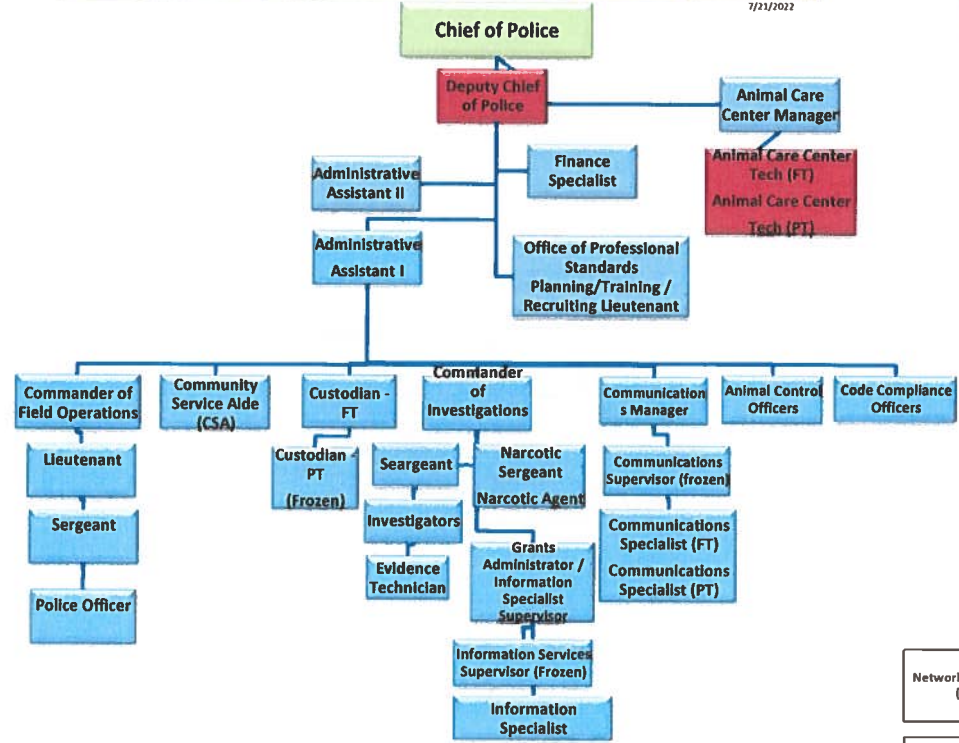 7/21/2022
Chief of Police
Deputy Chief
of Police
Animal Care
Center Manager
Animal Care Center
Tech (FT)
Animal Care Center
Tech (PT)
Finance
Specialist
Administrative
Assistant II
Administrative
Assistant I
Office of Professional
Standards
Planning/Training /
Recruiting Lieutenant
Commander of
Field Operations
Community
Service Aide
(CSA)
Custodian -
FT
Commander
of
Investigations
Communication
s Manager
Animal Control
Officers
Code Compliance
Officers
Lieutenant
Custodian -
PT
(Frozen)
Seargeant
Narcotic
Sergeant
Narcotic Agent
Communications
Supervisor (frozen)
Sergeant
Investigators
Communications
Specialist (FT)
Communications
Specialist (PT)
Evidence
Technician
Grants
Administrator /
Information
Specialist
Supervisor
Police Officer
Information Services
Supervisor (Frozen)
Information
Specialist
Network
(